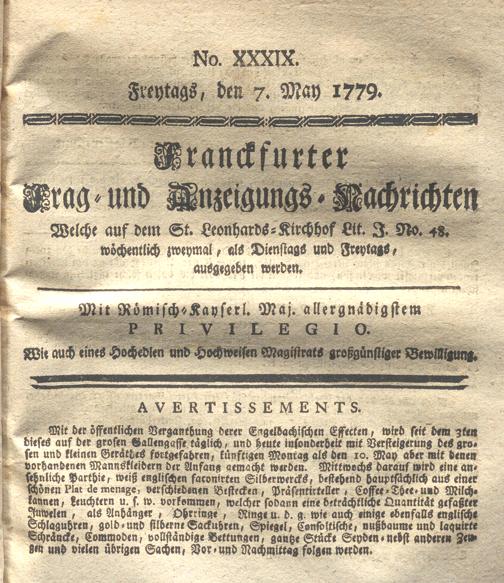 No. XXXIX.
Freytags, den 7. May 1779.
Franckfurter
Frag- und Anzeigungs-Nachrichten
Welche auf dem St. Leonhards-Kirchhof Lit. J. No. 48.
wöchentlich zweymal, als Dienstags und Freytags,
ausgegeben werden.
Mit Römisch-Kayserl. Maj. allergnädigstem
PRIVILEGIO.
Wie auch eines Hochedlen und Hochweisen Magistrats großgünstiger Bewilligung.
AVERTISSEMENTS.
Mit der öffentlichen Verganthung derer Engelbachischen Effecten, wird seit dem 3ten
dieses auf der grosen Gallengasse täglich, und heute insonderheit mit Versteigerung des gro-
sen und kleinen Geräthes fortgefahren, künftigen Montag als den 10. May aber mit denen
vorhandenen Mannskleidern der Anfang gemacht werden. Mittwochs darauf wird eine an-
sehnliche Parthie, weiß englischen faconirten Silberwercks, bestehend hauptsächlich aus einer
schönen Plat de menage, verschiedenen Bestecken, Präsentirteller, Coffee-Thee-und Milch-
kannen, Leuchtern u. s. w. vorkommen, welcher sodann eine beträchtliche Quantität gefaßter
Juwelen, als Anhänger, Ohrringe, Ringe u. d. g. wie auch einige ebenfalls englische
Schlaguhren, gold- und silberne Sackuhren, Spiegel, Consoltische, nußbäume und laquirte
Schräncke, Commoden, vollständige Bettungen, gantze Stücke Seyden- nebst anderen Zeu-
gen und vielen übrigen Sachen, Vor- und Nachmittag folgen werden.